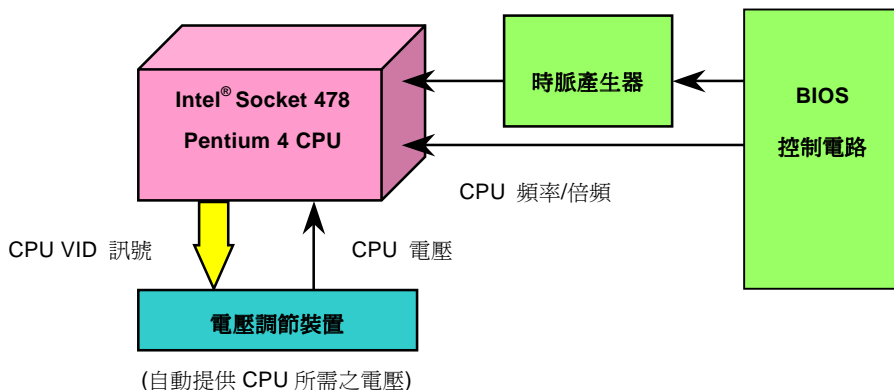 Intel® Socket 478
Pentium 4 CPU
時脈產生器
BIOS
控制電路
CPU 頻率/倍頻
CPU VID 訊號
CPU 電壓
電壓調節裝置
(自動提供 CPU 所需之電壓)